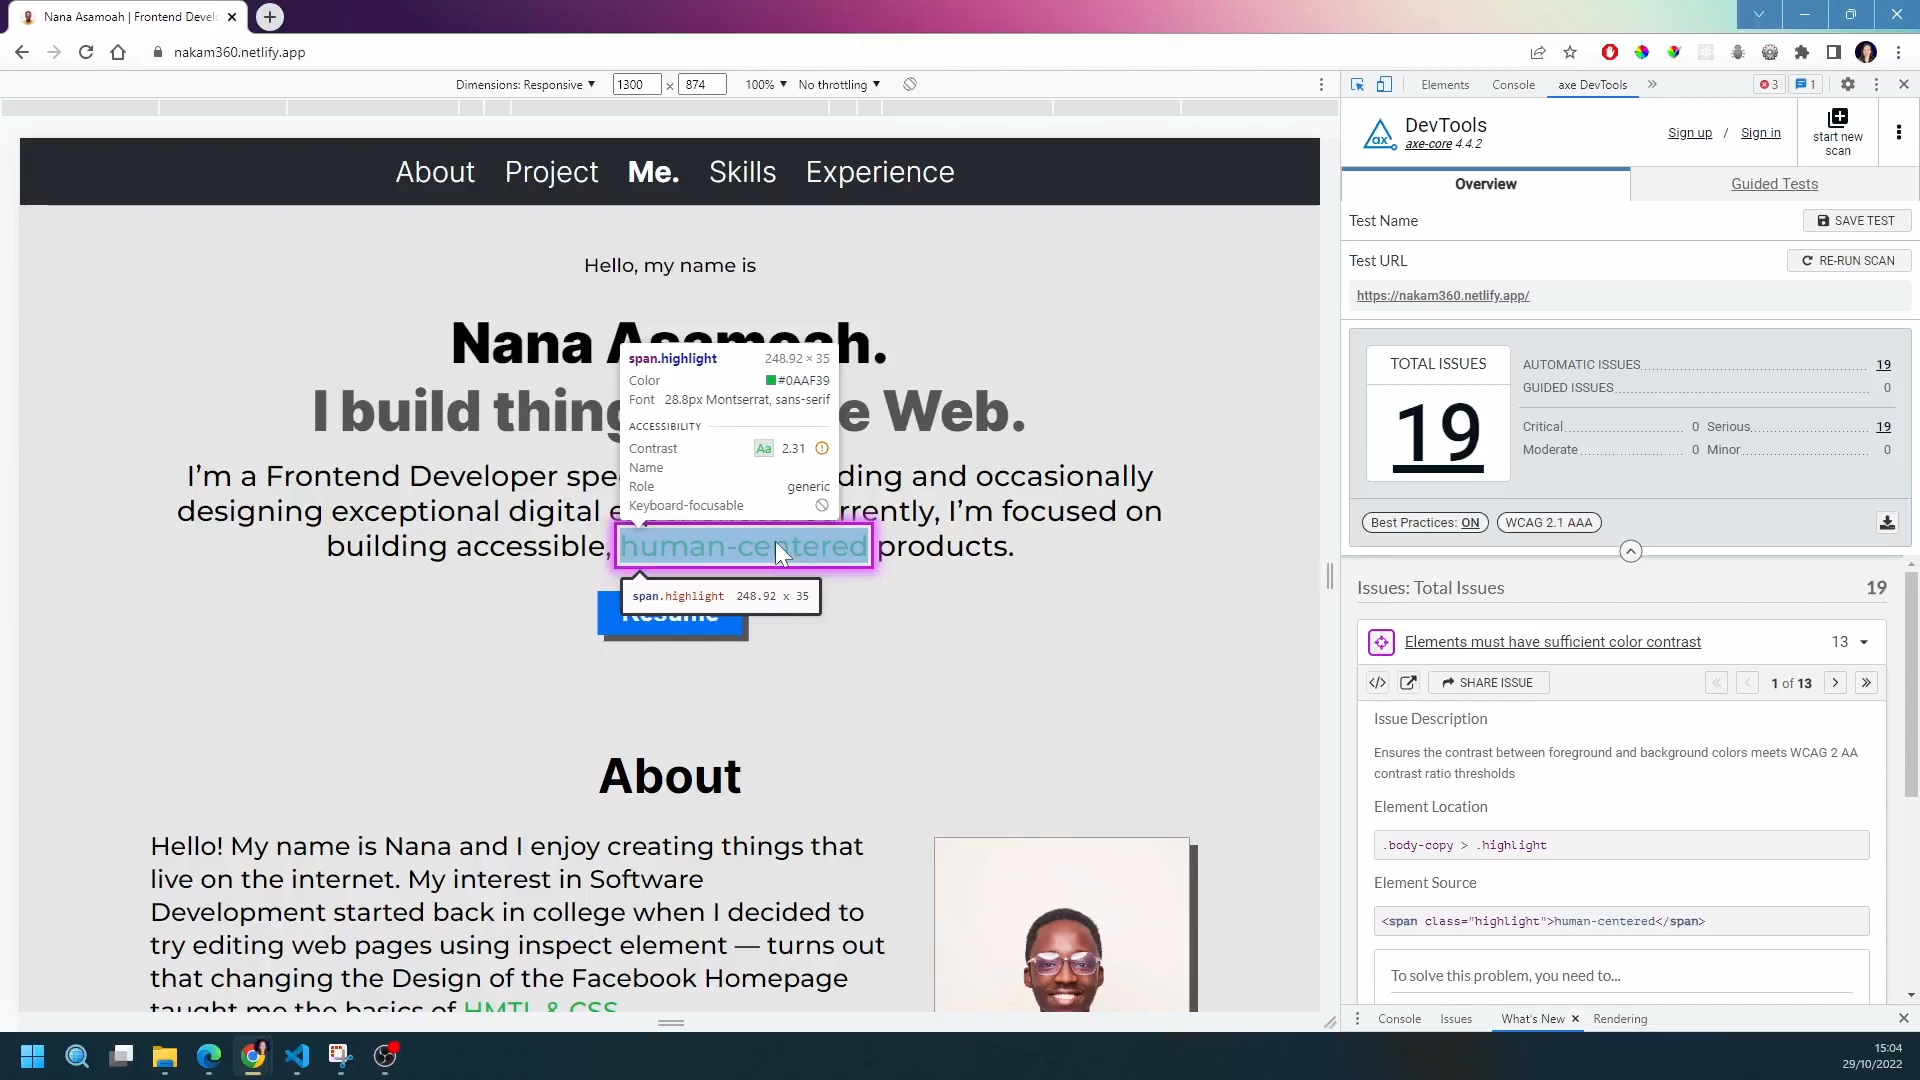 Nana Asamoah | Frontend Devel
nakam360.netlify.app
Dimensions: Responsive
1300 x 874
100%
No throttling
Elements
Console
axe DevTools
3
1
About
Project
Me.
Skills
Experience
Hello, my name is
Nana Asamoah.
I build thing e Web.
I’m a Frontend Developer spe ding and occasionally
designing exceptional digital e rrently, I’m focused on
building accessible, human-centered products.
span.highlight 248.92 × 35
Color #0AAF39
Font 28.8px Montserrat, sans-serif
ACCESSIBILITY
Contrast Aa 2.31
Name
Role generic
Keyboard-focusable
span.highlight 248.92 x 35
Resume
About
Hello! My name is Nana and I enjoy creating things that
live on the internet. My interest in Software
Development started back in college when I decided to
try editing web pages using inspect element — turns out
that changing the Design of the Facebook Homepage
taught me the basics of HMTL & CSS
ax
DevTools
axe-core 4.4.2
Sign up / Sign in
start new
scan
Overview
Guided Tests
Test Name
SAVE TEST
Test URL
RE-RUN SCAN
https://nakam360.netlify.app/
TOTAL ISSUES
19
AUTOMATIC ISSUES 19
GUIDED ISSUES 0
Critical 0 Serious 19
Moderate 0 Minor 0
Best Practices: ON
WCAG 2.1 AAA
Issues: Total Issues 19
Elements must have sufficient color contrast 13
</>
SHARE ISSUE
1 of 13
Issue Description
Ensures the contrast between foreground and background colors meets WCAG 2 AA
contrast ratio thresholds
Element Location
.body-copy > .highlight
Element Source
<span class="highlight">human-centered</span>
To solve this problem, you need to...
Console
Issues
What's New
Rendering
15:04
29/10/2022